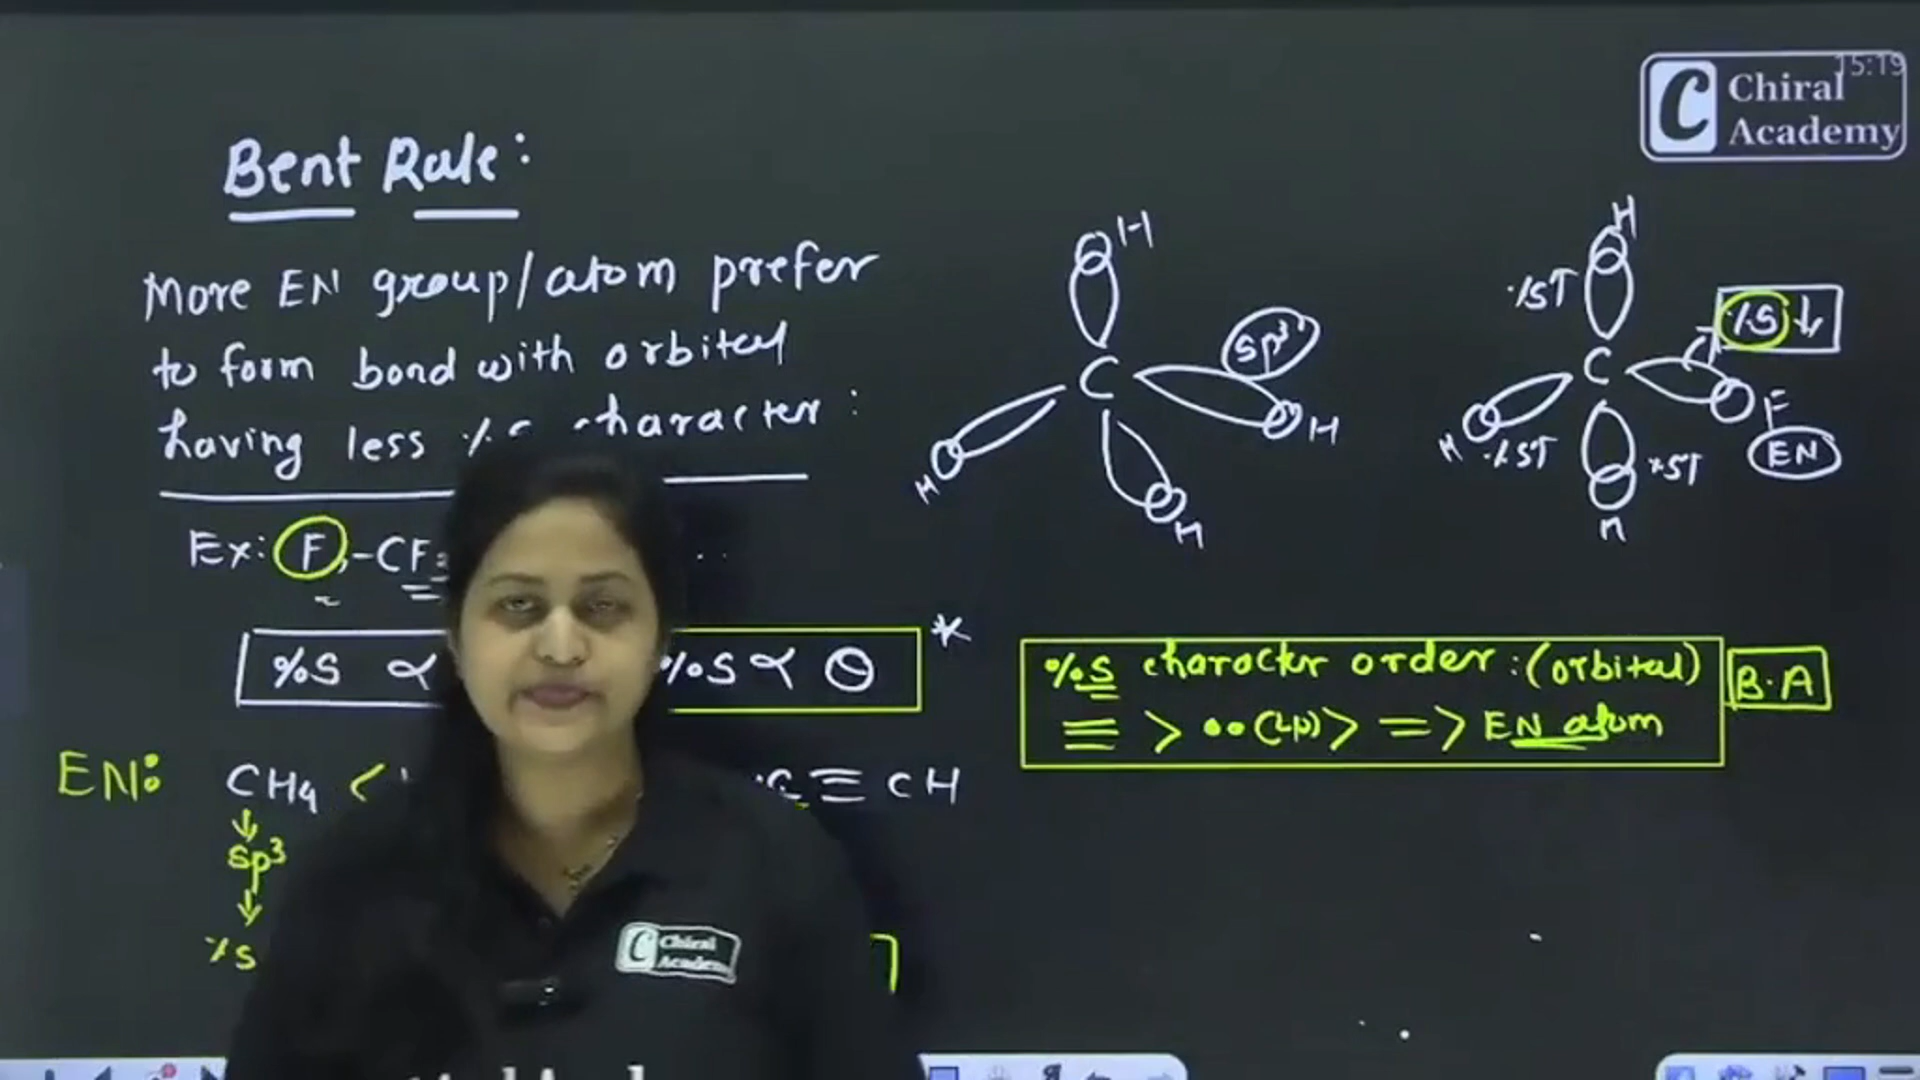 15:19
C Chiral
Academy
Bent Rule:
More EN group/atom prefer
to form bond with orbital
having less %S character:
Ex: F, -CF3
%S ∝
%S ∝ Θ
*
EN:
CH4 <
C ≡ CH
↓
Sp3
↓
%S
H
C
Sp3
H
H
H
H
%S↑
%S ↓
C
F
EN
H
%S↑
%S↑
H
%S character order: (orbital)
≡ > •• (Lp) > = > EN atom
B.A
C Chiral
Academy